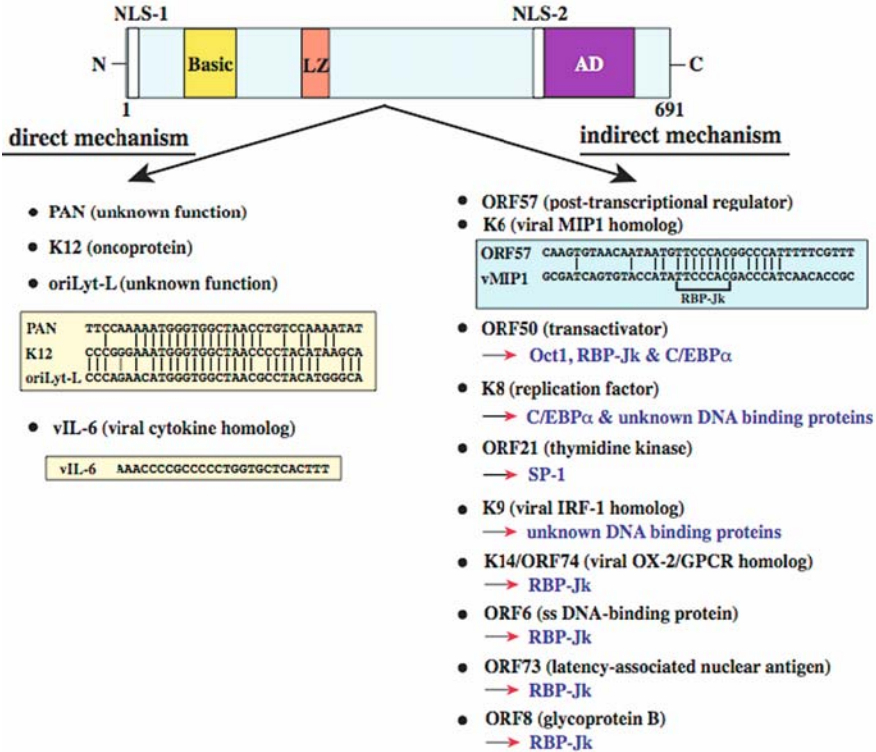 NLS-1 NLS-2
N Basic LZ AD C
1 691
direct mechanism
• PAN (unknown function)
• K12 (oncoprotein)
• oriLyt-L (unknown function)
PAN TTCCAAAAATGGGTGGCTAACCTGTCCAAAATAT
K12 CCCGGGAAATGGGTGGCTAACCCCTACATAAGCA
oriLyt-L CCCAGAACATGGGTGGCTAACGCCTACATGGGCA
• vIL-6 (viral cytokine homolog)
vIL-6 AAACCCCGCCCCCTGGTGCTCACTTT
indirect mechanism
• ORF57 (post-transcriptional regulator)
• K6 (viral MIP1 homolog)
ORF57 CAAGTGTAACAATAATGTTCCCACGGCCCATTTTTCGTTT
vMIP1 GCGATCAGTGTACCATATTCCCACGACCCATCAACACCGC
RBP-Jk
• ORF50 (transactivator)
→ Oct1, RBP-Jk & C/EBPα
• K8 (replication factor)
→ C/EBPα & unknown DNA binding proteins
• ORF21 (thymidine kinase)
→ SP-1
• K9 (viral IRF-1 homolog)
→ unknown DNA binding proteins
• K14/ORF74 (viral OX-2/GPCR homolog)
→ RBP-Jk
• ORF6 (ss DNA-binding protein)
→ RBP-Jk
• ORF73 (latency-associated nuclear antigen)
→ RBP-Jk
• ORF8 (glycoprotein B)
→ RBP-Jk